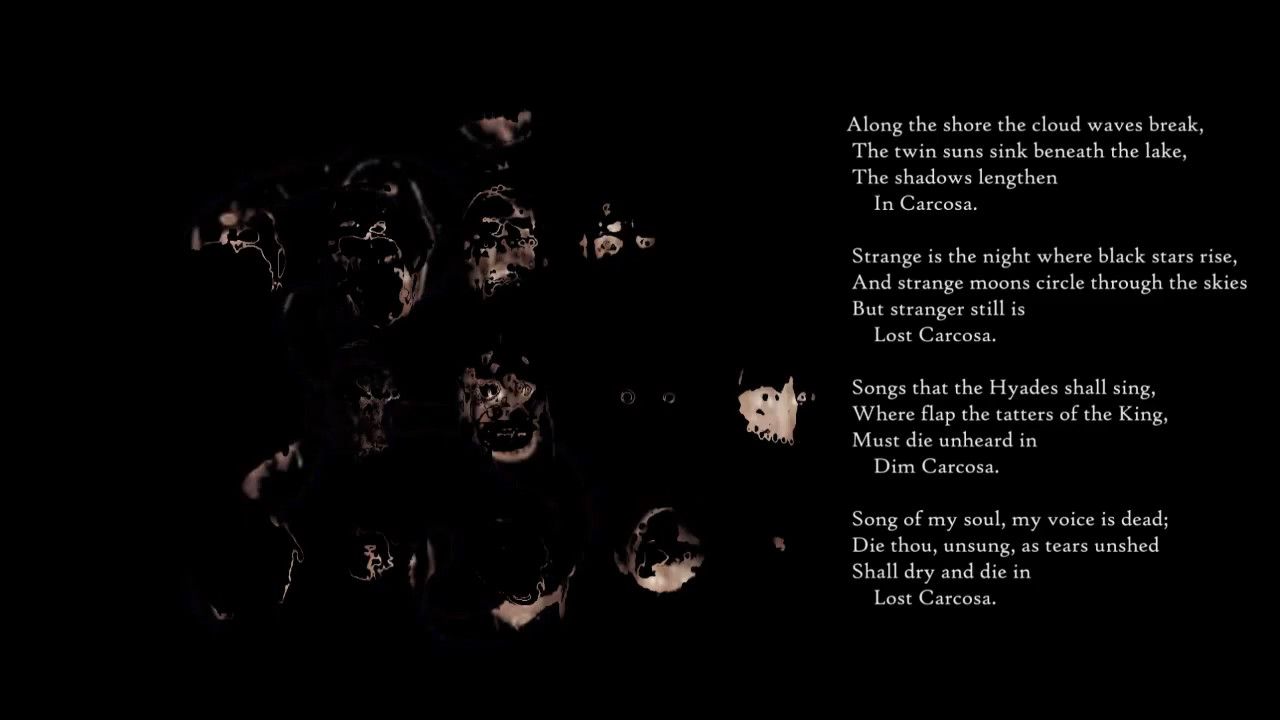 Along the shore the cloud waves break,
The twin suns sink beneath the lake,
The shadows lengthen
In Carcosa.
Strange is the night where black stars rise,
And strange moons circle through the skies
But stranger still is
Lost Carcosa.
Songs that the Hyades shall sing,
Where flap the tatters of the King,
Must die unheard in
Dim Carcosa.
Song of my soul, my voice is dead;
Die thou, unsung, as tears unshed
Shall dry and die in
Lost Carcosa.